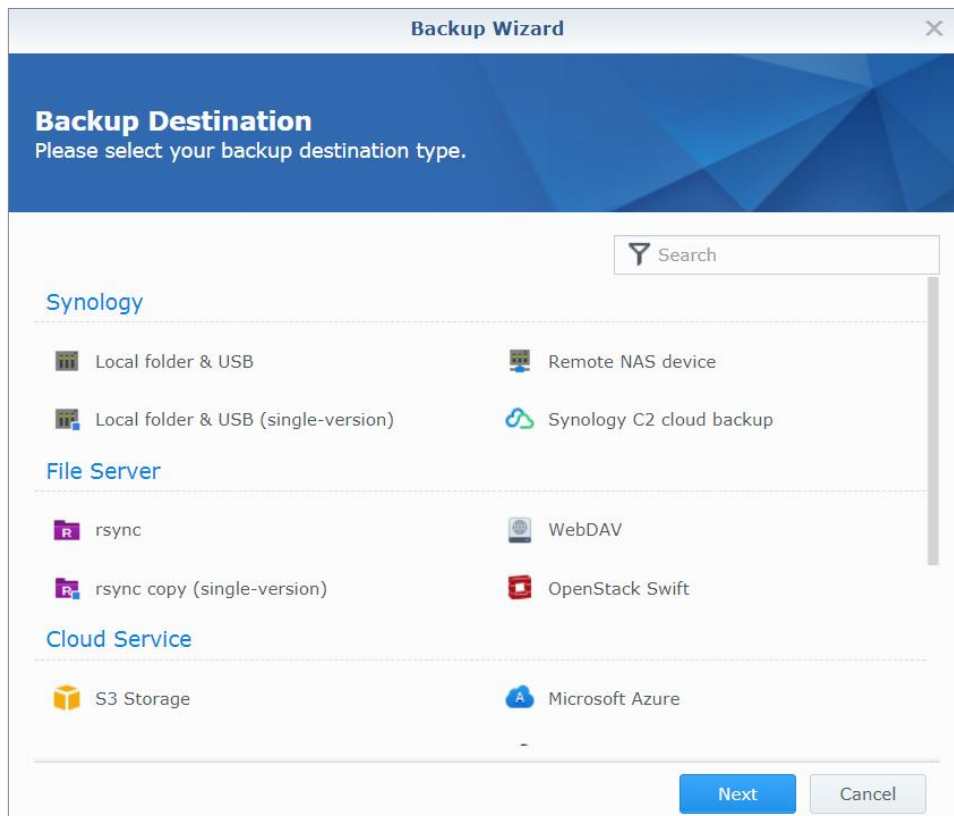 Backup Wizard
Backup Destination
Please select your backup destination type.
Search
Synology
Local folder & USB
Remote NAS device
Local folder & USB (single-version)
Synology C2 cloud backup
File Server
R rsync
WebDAV
R rsync copy (single-version)
OpenStack Swift
Cloud Service
S3 Storage
A Microsoft Azure
Next
Cancel